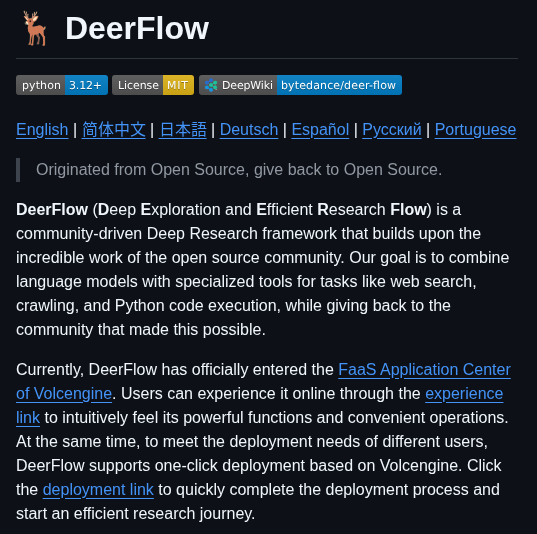 DeerFlow
python 3.12+ License MIT DeepWiki bytedance/deer-flow
English | 简体中文 | 日本語 | Deutsch | Español | Русский | Portuguese
Originated from Open Source, give back to Open Source.
DeerFlow (Deep Exploration and Efficient Research Flow) is a
community-driven Deep Research framework that builds upon the
incredible work of the open source community. Our goal is to combine
language models with specialized tools for tasks like web search,
crawling, and Python code execution, while giving back to the
community that made this possible.
Currently, DeerFlow has officially entered the FaaS Application Center
of Volcengine. Users can experience it online through the experience
link to intuitively feel its powerful functions and convenient operations.
At the same time, to meet the deployment needs of different users,
DeerFlow supports one-click deployment based on Volcengine. Click
the deployment link to quickly complete the deployment process and
start an efficient research journey.